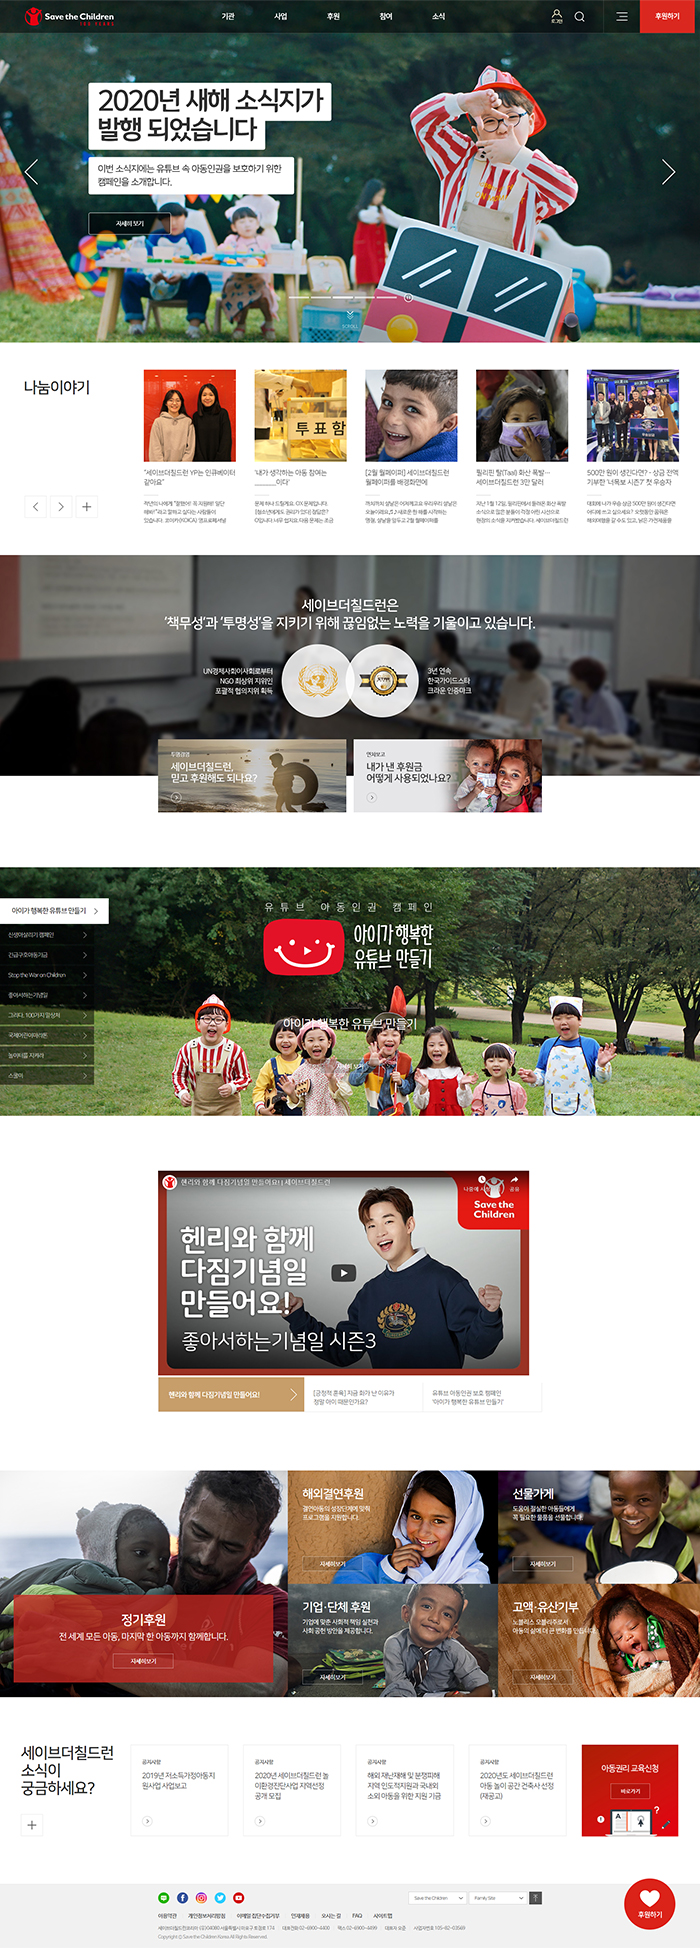 Save the Children
100 YEARS
기관
사업
후원
참여
소식
로그인
후원하기
2020년 새해 소식지가
발행 되었습니다
이번 소식지에는 유튜브 속 아동인권을 보호하기 위한
캠페인을 소개합니다.
자세히 보기
SCROLL
나눔이야기
"세이브더칠드런 YP는 인큐베이터
같아요"
'내가 생각하는 아동 참여는
______이다'
투표함
[2월 월페이퍼] 세이브더칠드런
월페이퍼를 배경화면에
필리핀 탈(Taal) 화산 폭발…
세이브더칠드런 3만 달러
500만 원이 생긴다면? - 상금 전액
기부한 '너목보 시즌7' 첫 우승자
세이브더칠드런은
'책무성'과 '투명성'을 지키기 위해 끊임없는 노력을 기울이고 있습니다.
UN경제사회이사회로부터
NGO 최상위 지위인
포괄적 협의지위 획득
3년 연속
한국가이드스타
크라운 인증마크
투명경영
세이브더칠드런,
믿고 후원해도 되나요?
연차보고
내가 낸 후원금
어떻게 사용되었나요?
아이가 행복한 유튜브 만들기
신생아살리기 캠페인
긴급구호아동기금
Stop the War on Children
좋아서하는기념일
그리다, 100가지 말상처
국제어린이마라톤
놀이터를 지켜라
스쿨미
유튜브 아동인권 캠페인
아이가 행복한
유튜브 만들기
아이가 행복한 유튜브 만들기
자세히 보기
헨리와 함께 다짐기념일 만들어요! | 세이브더칠드런
나중에 시청
공유
Save the
Children
헨리와 함께
다짐기념일
만들어요!
좋아서하는기념일 시즌3
헨리와 함께 다짐기념일 만들어요!
[긍정적 훈육] 지금 화가 난 이유가
정말 아이 때문인가요?
유튜브 아동인권 보호 캠페인
'아이가 행복한 유튜브 만들기'
정기후원
전 세계 모든 아동, 마지막 한 아동까지 함께합니다.
자세히보기
해외결연후원
결연아동의 성장단계에 맞춰
프로그램을 지원합니다.
자세히보기
선물가게
도움이 절실한 아동들에게
꼭 필요한 물품을 선물합니다.
자세히보기
기업·단체 후원
기업에 맞춘 사회적 책임 실천과
사회 공헌 방안을 제공합니다.
자세히보기
고액·유산기부
노블레스 오블리주로서
아동의 삶에 더 큰 변화를 만듭니다.
자세히보기
세이브더칠드런
소식이
궁금하세요?
공지사항
2019년 저소득가정아동지
원사업 사업보고
공지사항
2020년 세이브더칠드런 놀
이환경진단사업 지역선정
공개 모집
공지사항
해외 재난재해 및 분쟁피해
지역 인도적지원과 국내외
소외 아동을 위한 지원 기금
공지사항
2020년도 세이브더칠드런
아동 놀이 공간 건축사 선정
(재공고)
아동권리 교육신청
바로가기
Save the Children
Family Site
이용약관
개인정보처리방침
이메일 집단수집거부
인재채용
오시는 길
FAQ
사이트맵
Copyright © Save the Children Korea All Rights Reserved.
후원하기